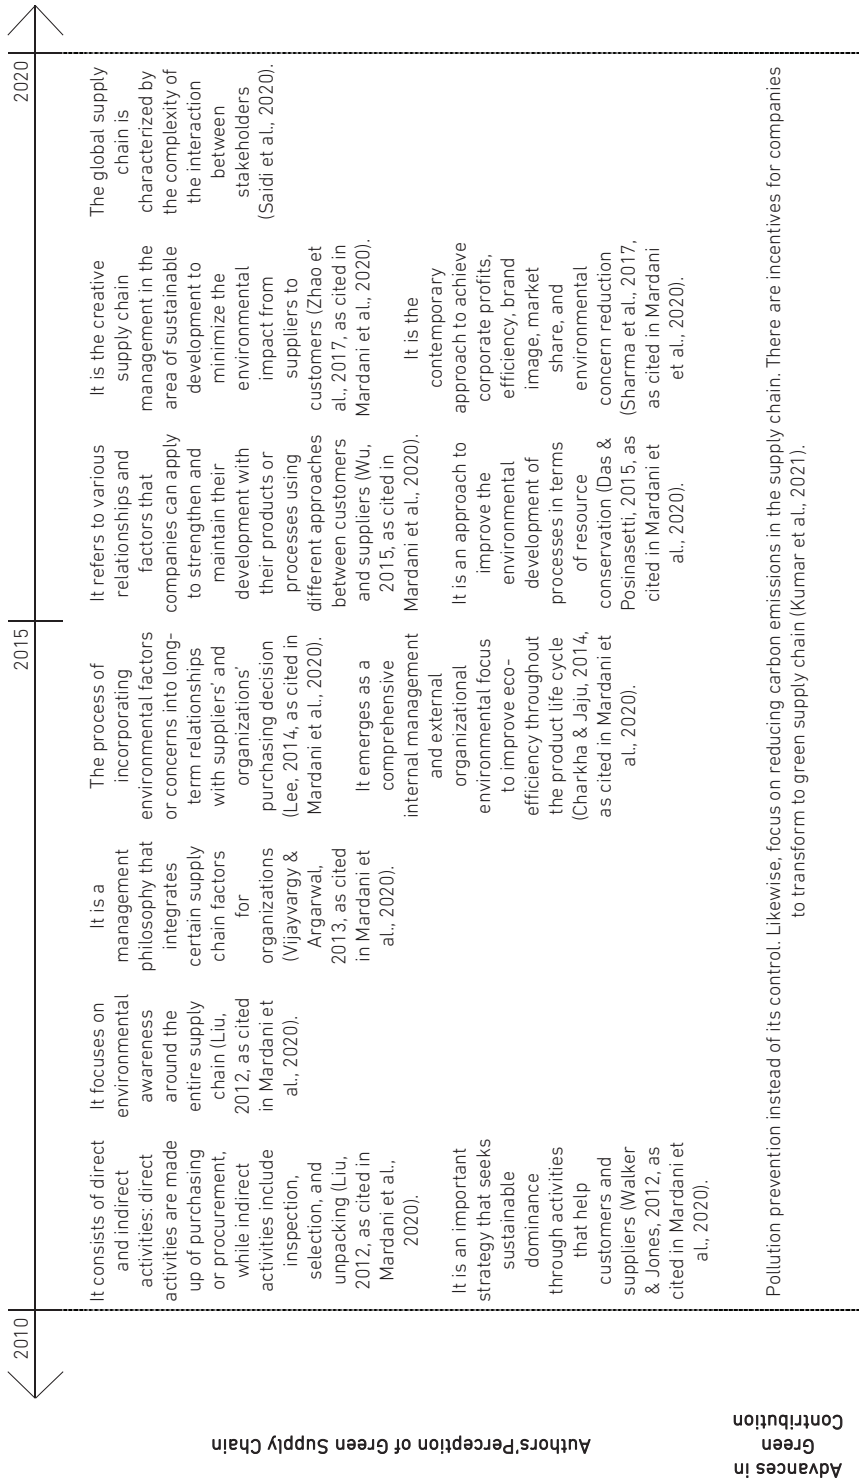 2010
2015
2020
Authors' Perception of Green Supply Chain
It consists of direct
and indirect
activities: direct
activities are made
up of purchasing
or procurement,
while indirect
activities include
inspection,
selection, and
unpacking (Liu,
2012, as cited in
Mardani et al.,
2020).
It is an important
strategy that seeks
sustainable
dominance
through activities
that help
customers and
suppliers (Walker
& Jones, 2012, as
cited in Mardani et
al., 2020).
It focuses on
environmental
awareness
around the
entire supply
chain (Liu,
2012, as cited
in Mardani et
al., 2020).
It is a
management
philosophy that
integrates
certain supply
chain factors
for
organizations
(Vijayvargy &
Argarwal,
2013, as cited
in Mardani et
al., 2020).
The process of
incorporating
environmental factors
or concerns into long-
term relationships
with suppliers' and
organizations'
purchasing decision
(Lee, 2014, as cited in
Mardani et al., 2020).
It emerges as a
comprehensive
internal management
and external
organizational
environmental focus
to improve eco-
efficiency throughout
the product life cycle
(Charkha & Jaju, 2014,
as cited in Mardani et
al., 2020).
It refers to various
relationships and
factors that
companies can apply
to strengthen and
maintain their
development with
their products or
processes using
different approaches
between customers
and suppliers (Wu,
2015, as cited in
Mardani et al., 2020).
It is an approach to
improve the
environmental
development of
processes in terms
of resource
conservation (Das &
Posinasetti, 2015, as
cited in Mardani et
al., 2020).
It is the creative
supply chain
management in the
area of sustainable
development to
minimize the
environmental
impact from
suppliers to
customers (Zhao et
al., 2017, as cited in
Mardani et al., 2020).
It is the
contemporary
approach to achieve
corporate profits,
efficiency, brand
image, market
share, and
environmental
concern reduction
(Sharma et al., 2017,
as cited in Mardani
et al., 2020).
The global supply
chain is
characterized by
the complexity of
the interaction
between
stakeholders
(Saidi et al., 2020).
Advances in
Green
Contribution
Pollution prevention instead of its control. Likewise, focus on reducing carbon emissions in the supply chain. There are incentives for companies
to transform to green supply chain (Kumar et al., 2021).